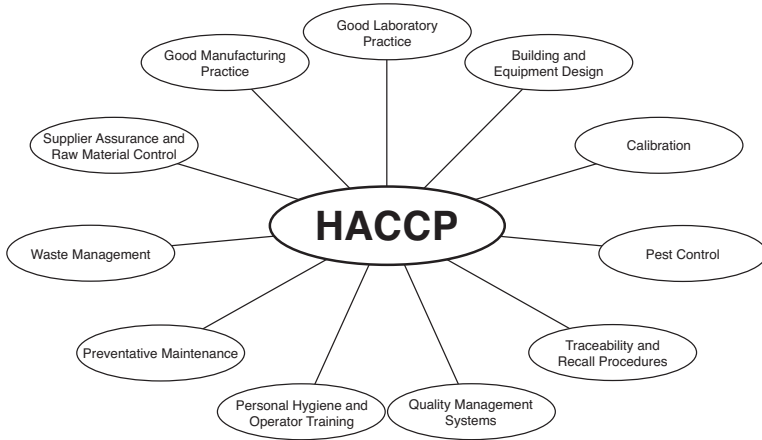 Good Laboratory
Practice
Good Manufacturing
Practice
Building and
Equipment Design
Supplier Assurance and
Raw Material Control
Calibration
HACCP
Waste Management
Pest Control
Preventative Maintenance
Traceability and
Recall Procedures
Personal Hygiene and
Operator Training
Quality Management
Systems